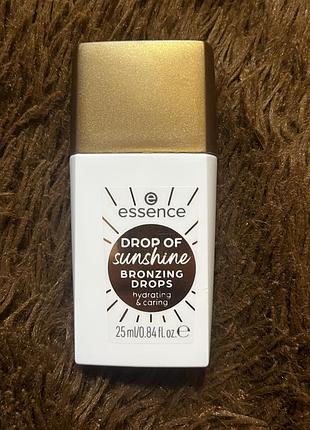 essence
DROP OF
sunshine
BRONZING
DROPS
hydrating
& caring
25 ml/0.84 fl.oz.℮